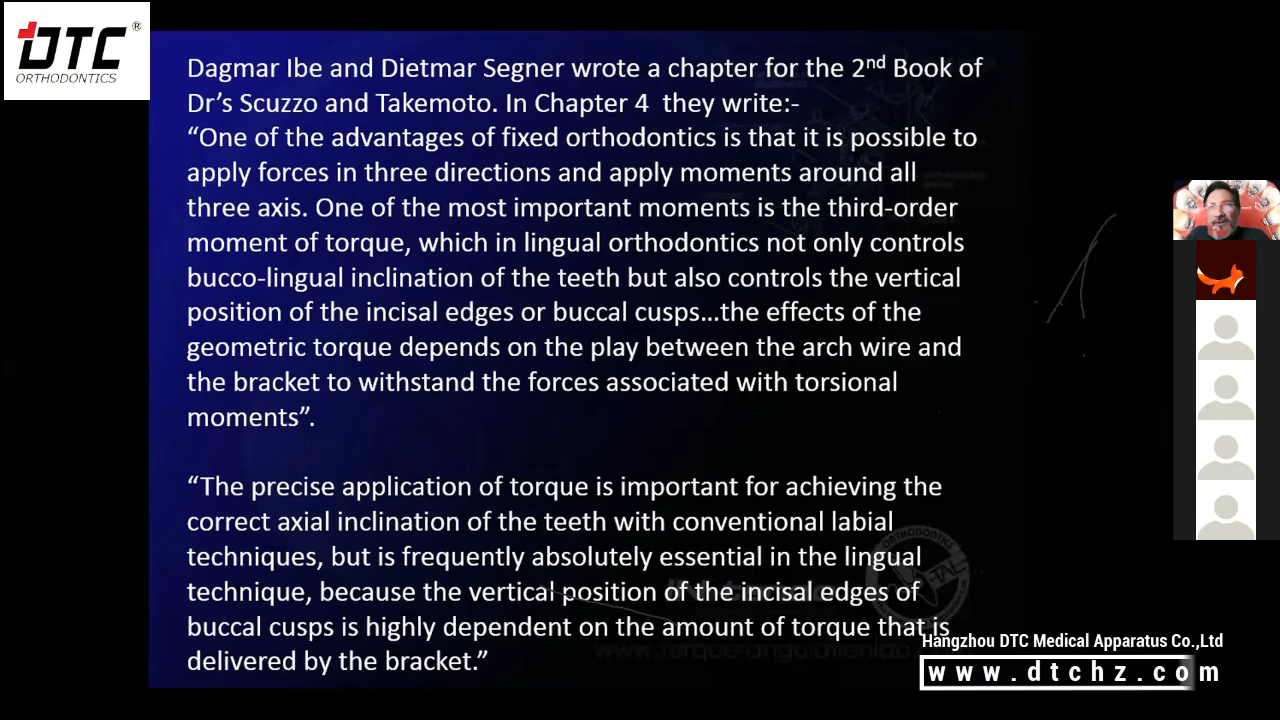 DTC®
ORTHODONTICS
Dagmar Ibe and Dietmar Segner wrote a chapter for the 2nd Book of
Dr’s Scuzzo and Takemoto. In Chapter 4 they write:-
“One of the advantages of fixed orthodontics is that it is possible to
apply forces in three directions and apply moments around all
three axis. One of the most important moments is the third-order
moment of torque, which in lingual orthodontics not only controls
bucco-lingual inclination of the teeth but also controls the vertical
position of the incisal edges or buccal cusps…the effects of the
geometric torque depends on the play between the arch wire and
the bracket to withstand the forces associated with torsional
moments”.
“The precise application of torque is important for achieving the
correct axial inclination of the teeth with conventional labial
techniques, but is frequently absolutely essential in the lingual
technique, because the vertical position of the incisal edges of
buccal cusps is highly dependent on the amount of torque that is
delivered by the bracket.”
Hangzhou DTC Medical Apparatus Co.,Ltd
www.dtchz.com